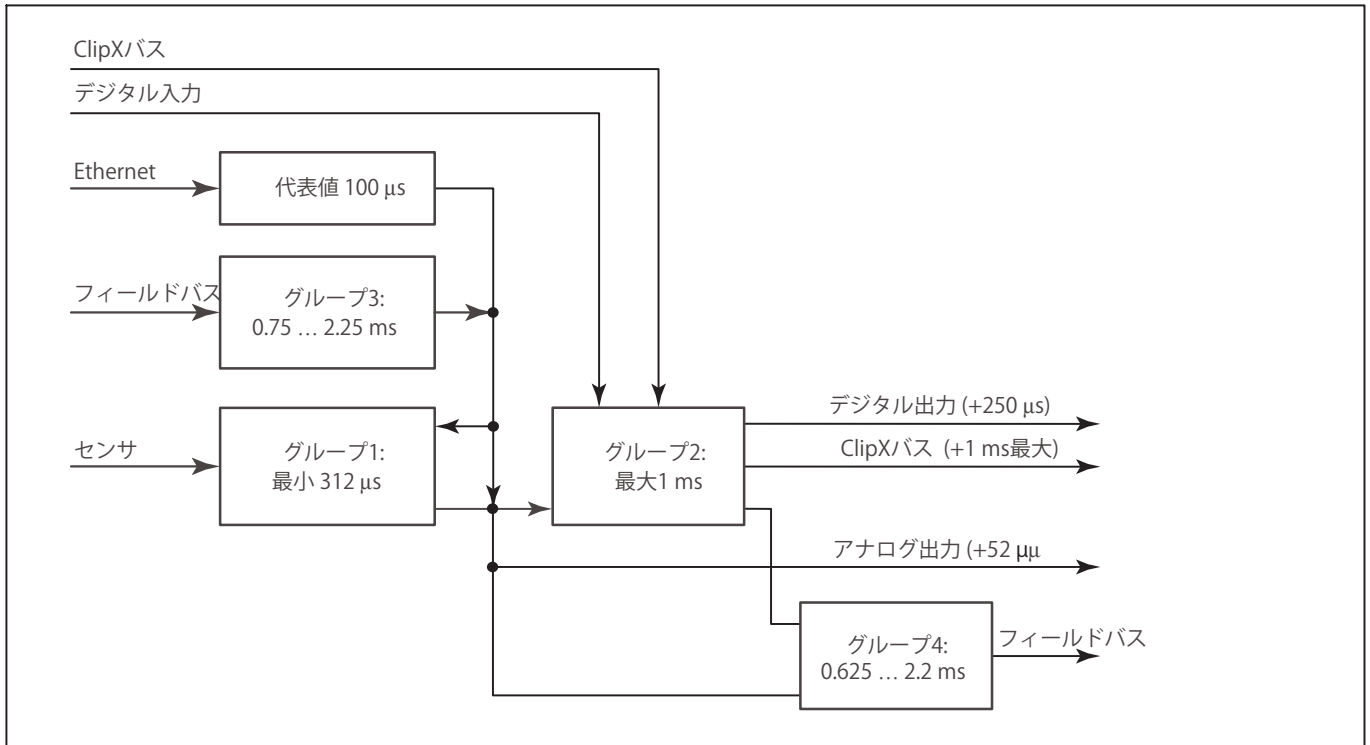 ClipXバス
デジタル入力
Ethernet
代表値 100 μs
フィールドバス
グループ3:
0.75 … 2.25 ms
センサ
グループ1:
最小 312 μs
グループ2:
最大1 ms
デジタル出力 (+250 μs)
ClipXバス (+1 ms最大)
アナログ出力 (+52 μμ
グループ4:
0.625 … 2.2 ms
フィールドバス